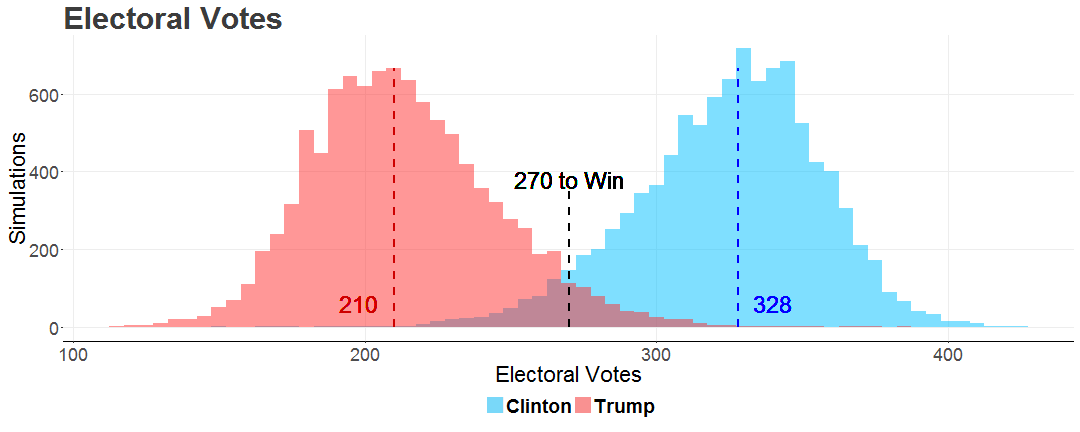 Electoral Votes
Simulations
600
400
200
0
270 to Win
210
328
100 200 300 400
Electoral Votes
Clinton Trump